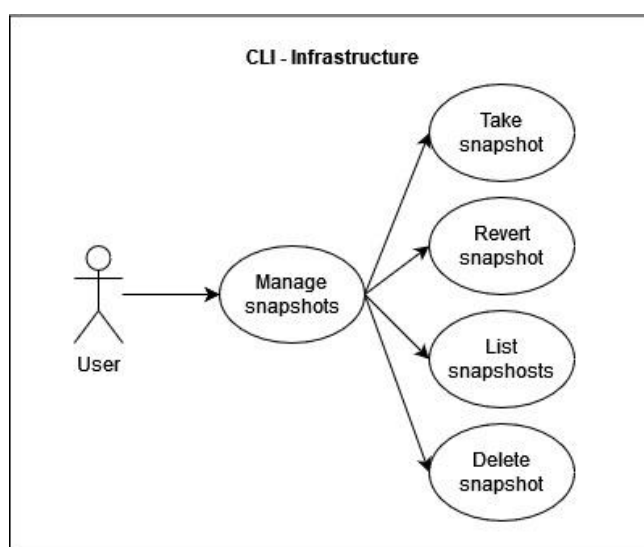 CLI - Infrastructure
Take
snapshot
Revert
snapshot
Manage
snapshots
User
List
snapshosts
Delete
snapshot